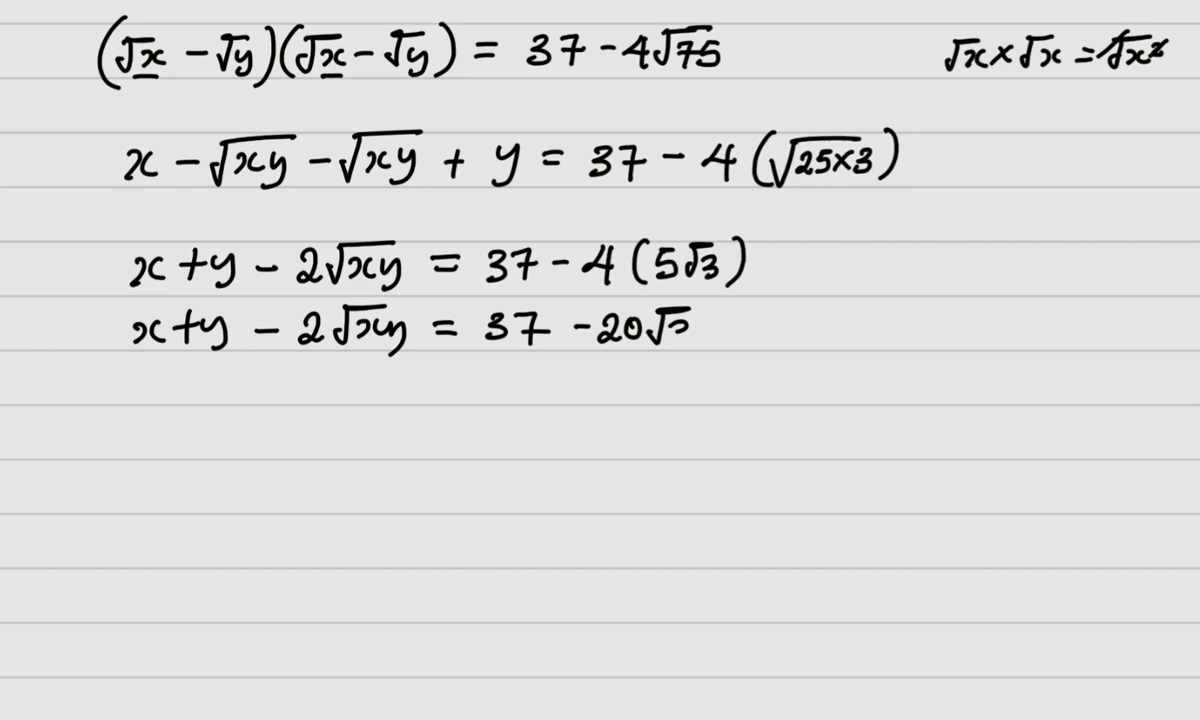 (√x - √y)(√x - √y) = 37 - 4√75
√x × √x = √x²
x - √xy - √xy + y = 37 - 4(√25×3)
x + y - 2√xy = 37 - 4(5√3)
x + y - 2√xy = 37 - 20√